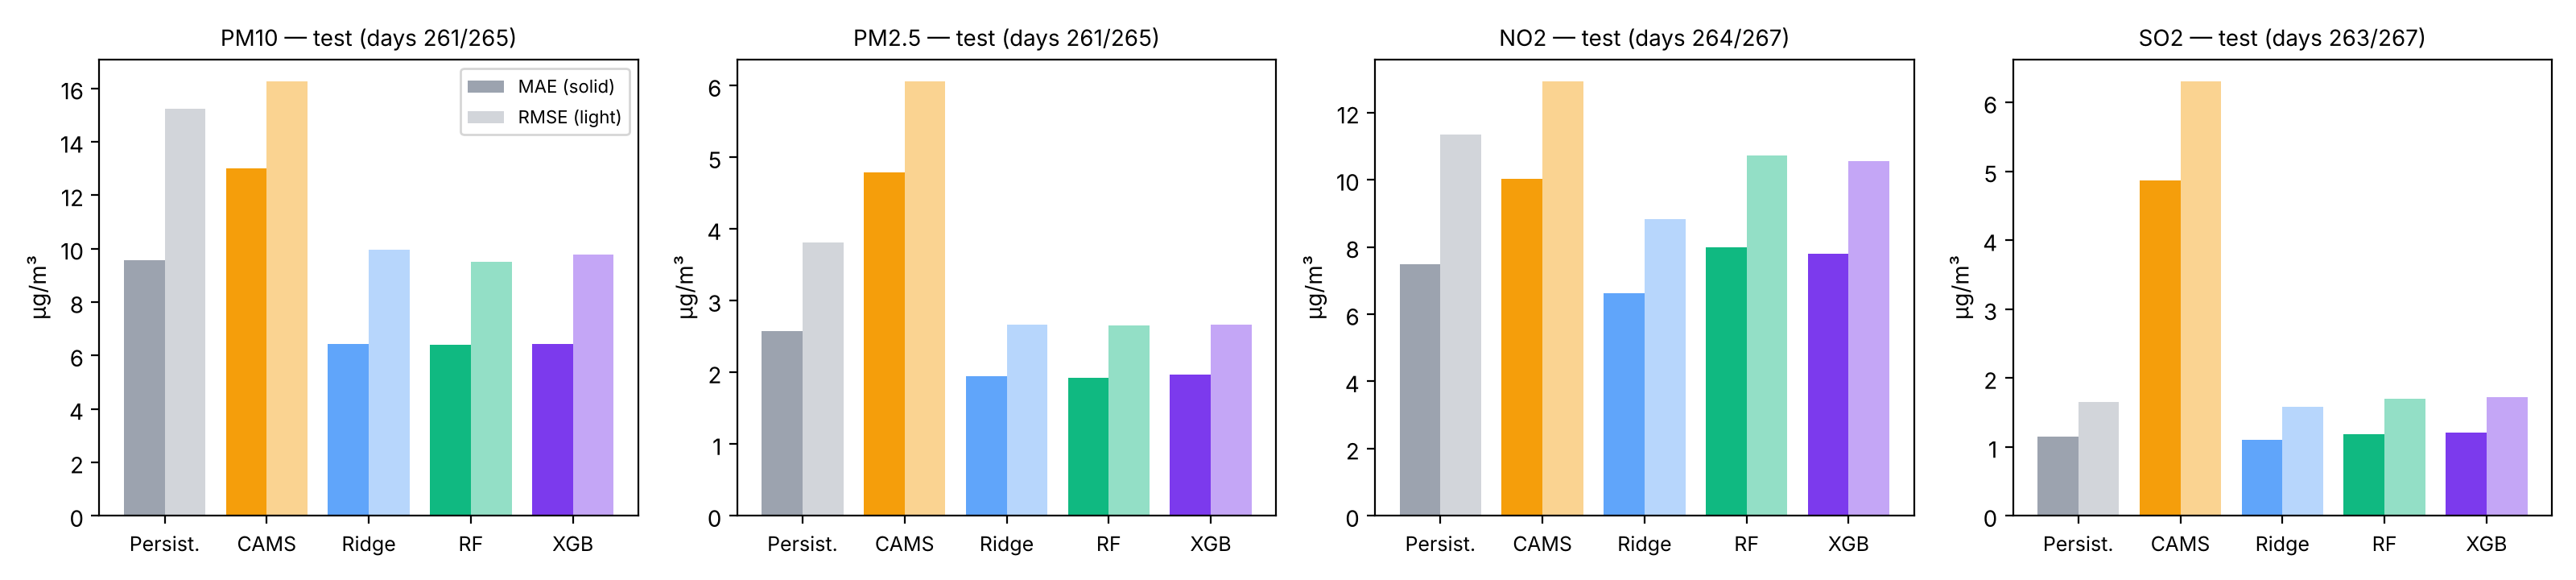 PM10 — test (days 261/265)
µg/m³
16
14
12
10
8
6
4
2
0
MAE (solid)
RMSE (light)
Persist. CAMS Ridge RF XGB
PM2.5 — test (days 261/265)
µg/m³
6
5
4
3
2
1
0
Persist. CAMS Ridge RF XGB
NO2 — test (days 264/267)
µg/m³
12
10
8
6
4
2
0
Persist. CAMS Ridge RF XGB
SO2 — test (days 263/267)
µg/m³
6
5
4
3
2
1
0
Persist. CAMS Ridge RF XGB